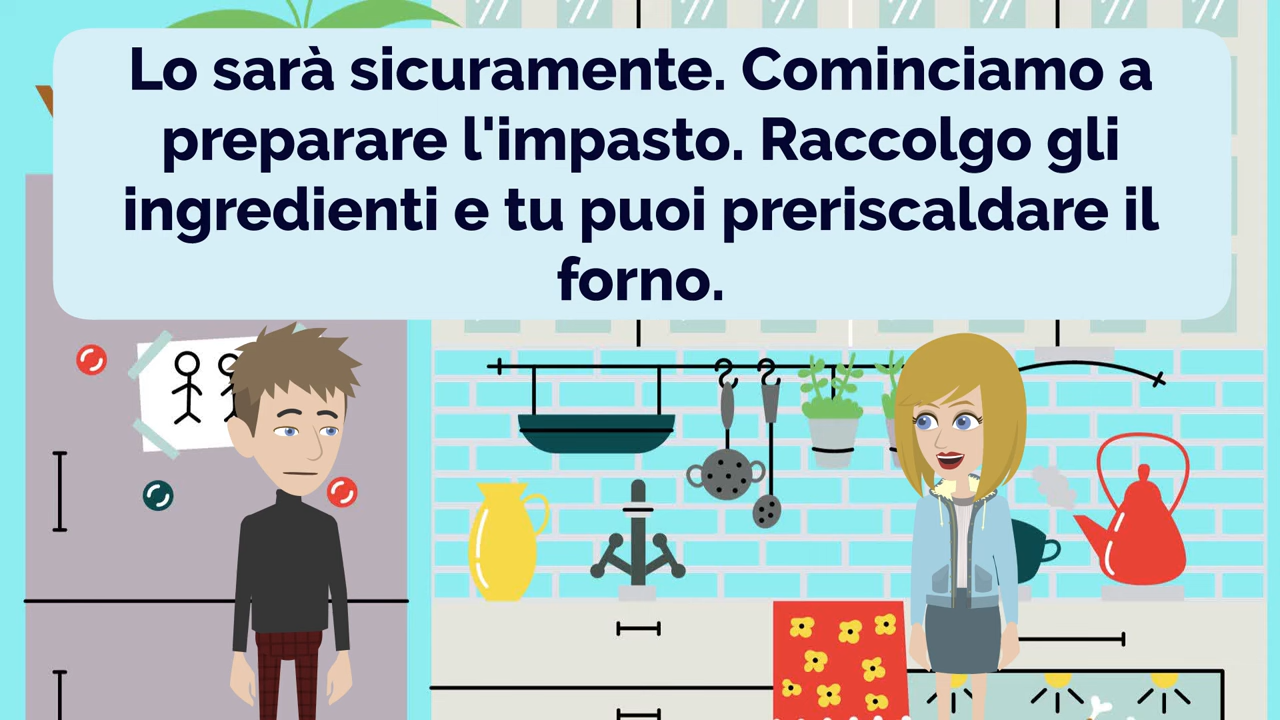 Lo sarà sicuramente. Cominciamo a
preparare l'impasto. Raccolgo gli
ingredienti e tu puoi preriscaldare il
forno.